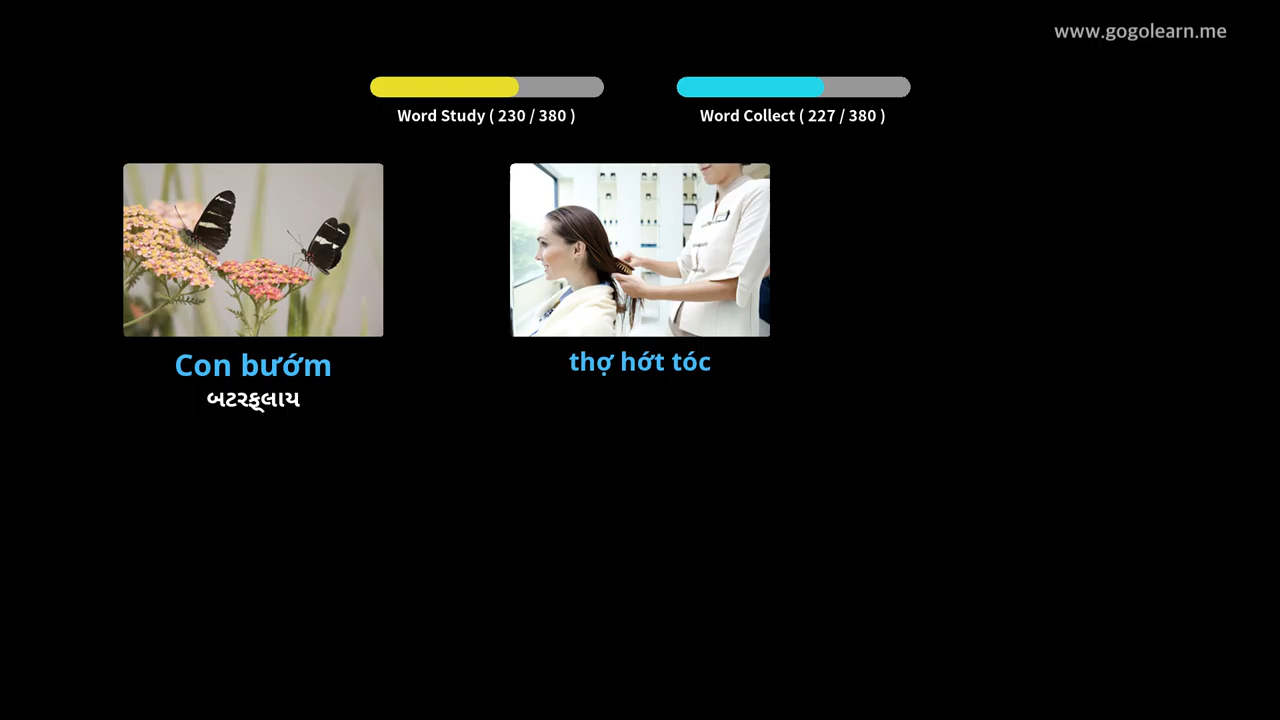 www.gogolearn.me
Word Study ( 230 / 380 )
Word Collect ( 227 / 380 )
Con bướm
બટરફ્લાય
thợ hớt tóc